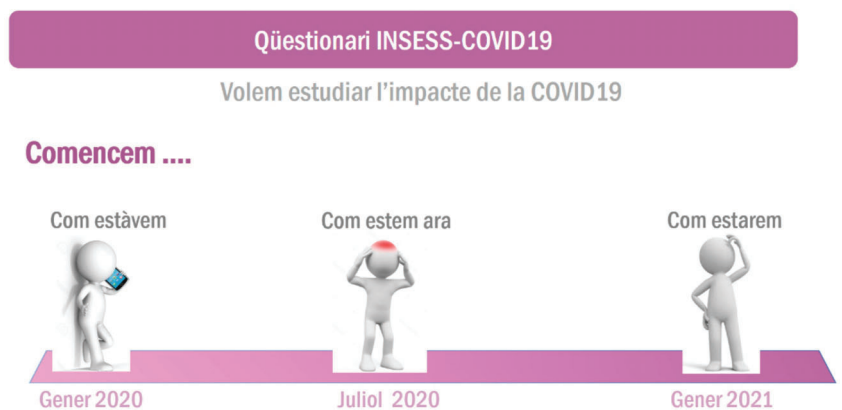 Qüestionari INSESS-COVID19
Volem estudiar l'impacte de la COVID19
Comencem ....
Com estàvem
Com estem ara
Com estarem
Gener 2020
Juliol 2020
Gener 2021